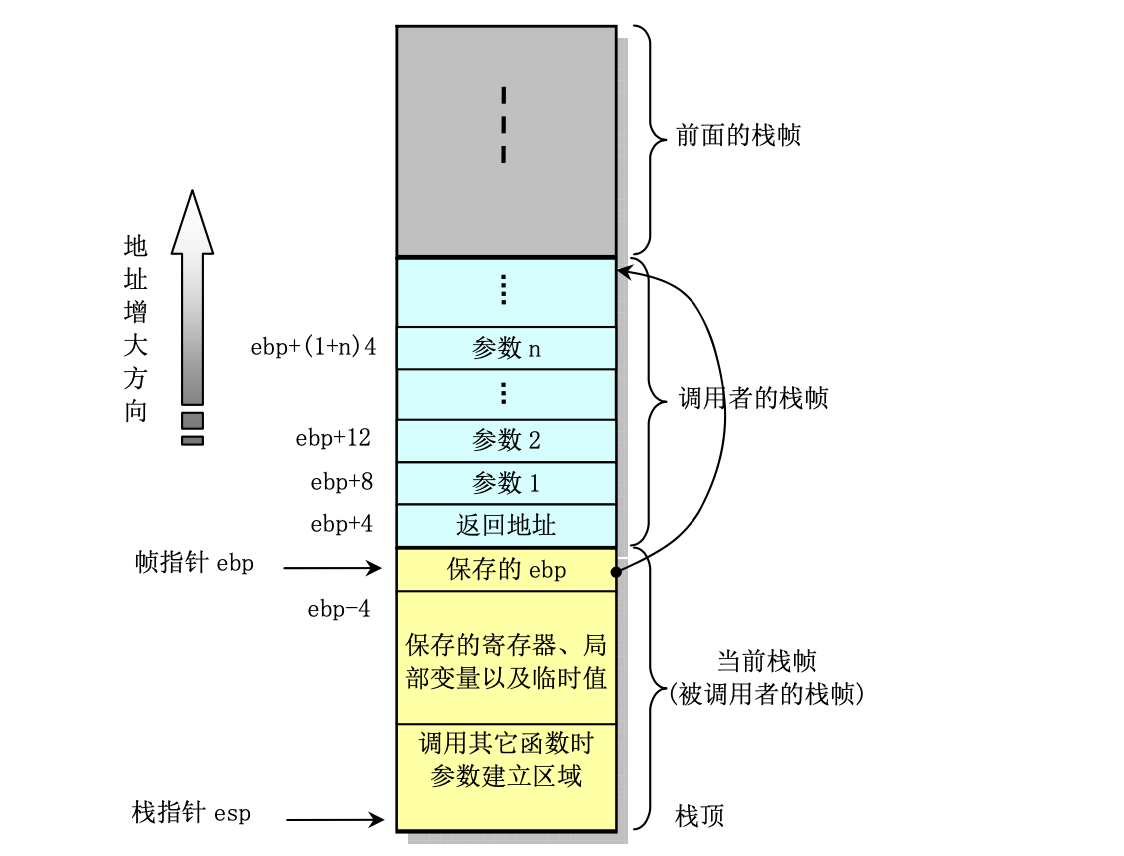 前面的栈帧
地址增大方向
ebp+(1+n)4
参数 n
调用者的栈帧
ebp+12
参数 2
ebp+8
参数 1
ebp+4
返回地址
帧指针 ebp
保存的 ebp
ebp-4
保存的寄存器、局
部变量以及临时值
当前栈帧
(被调用者的栈帧)
调用其它函数时
参数建立区域
栈指针 esp
栈顶